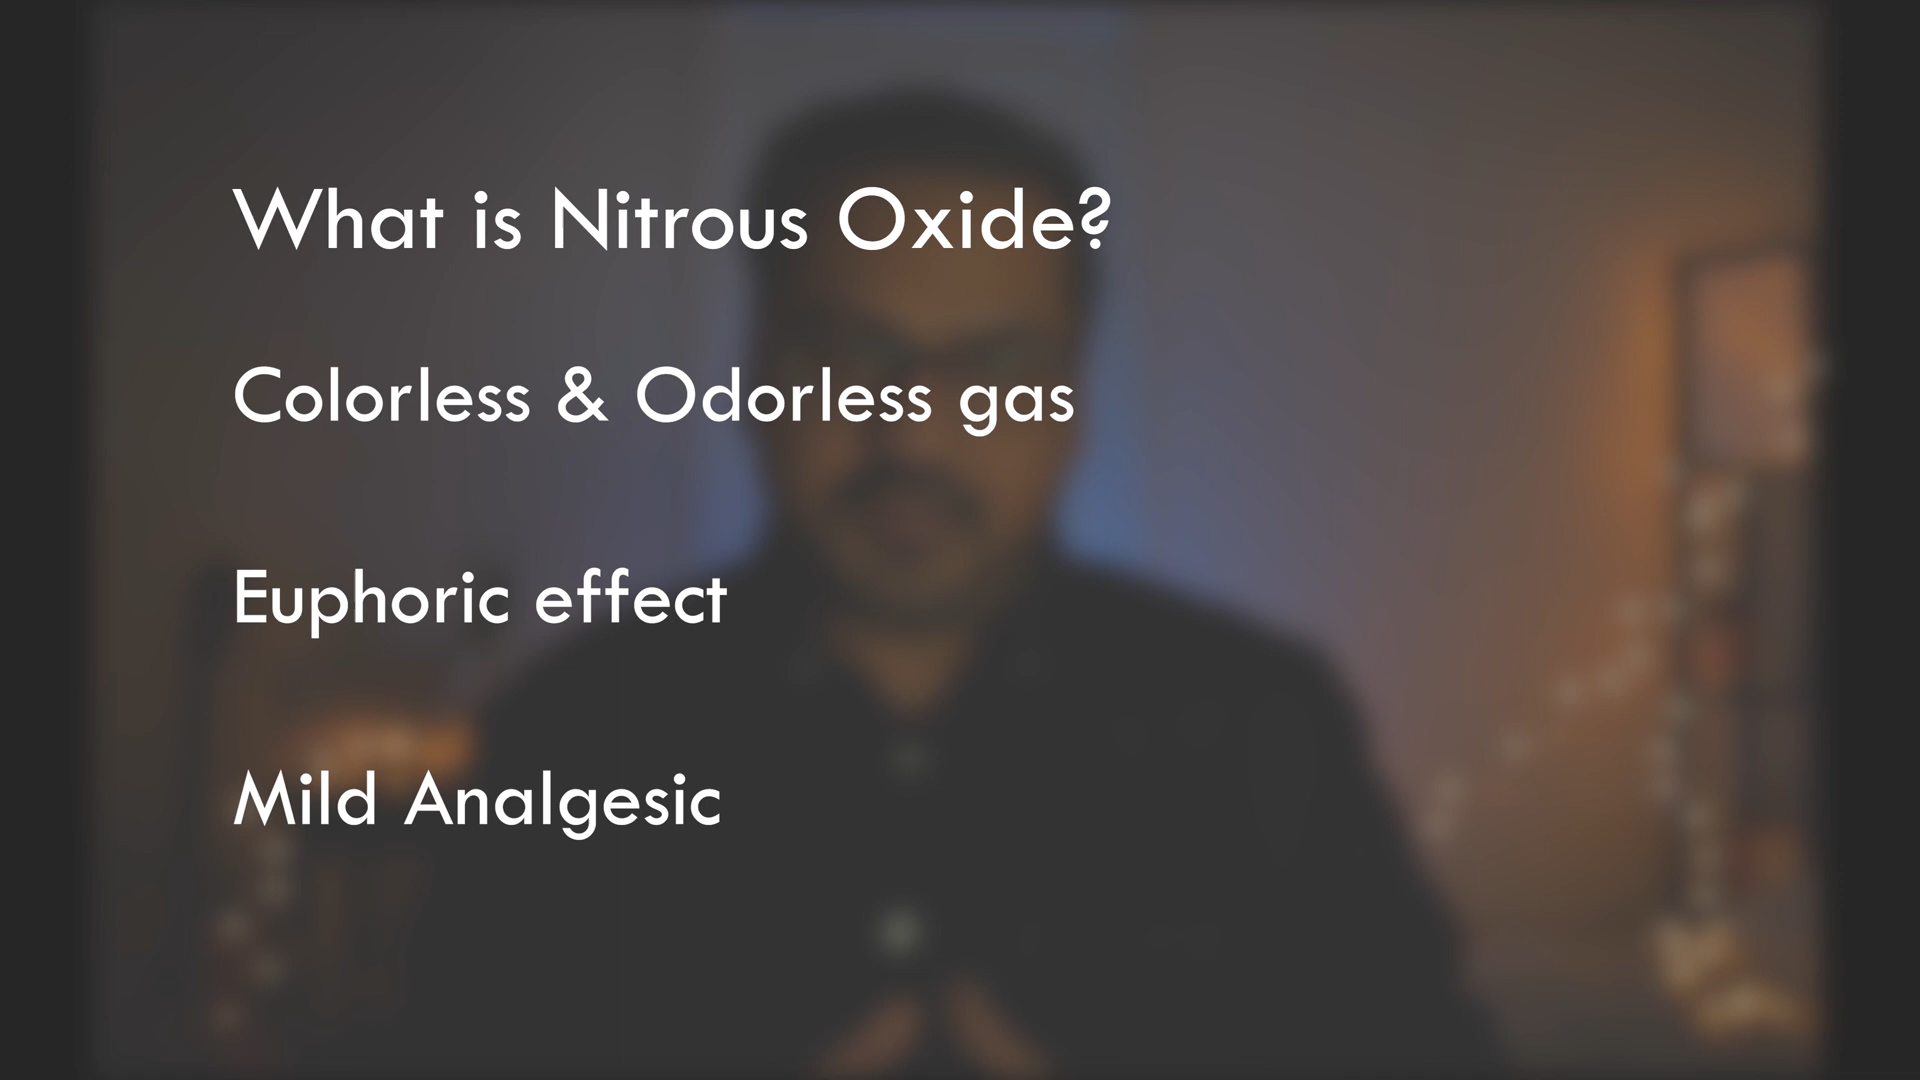 What is Nitrous Oxide?
Colorless & Odorless gas
Euphoric effect
Mild Analgesic